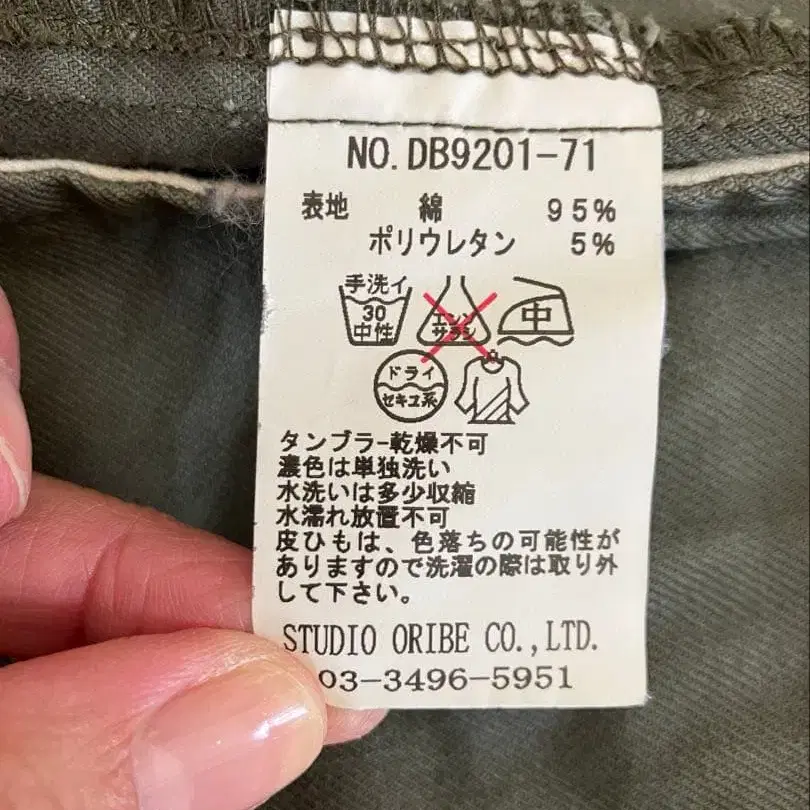 NO. DB9201-71
表地 綿 95%
ポリウレタン 5%
手洗イ
30
中性
エンソ
サラシ
中
ドライ
セキユ系
タンブラー乾燥不可
濃色は単独洗い
水洗いは多少収縮
水濡れ放置不可
皮ひもは、色落ちの可能性が
ありますので洗濯の際は取り外
して下さい。
STUDIO ORIBE CO.,LTD.
03-3496-5951